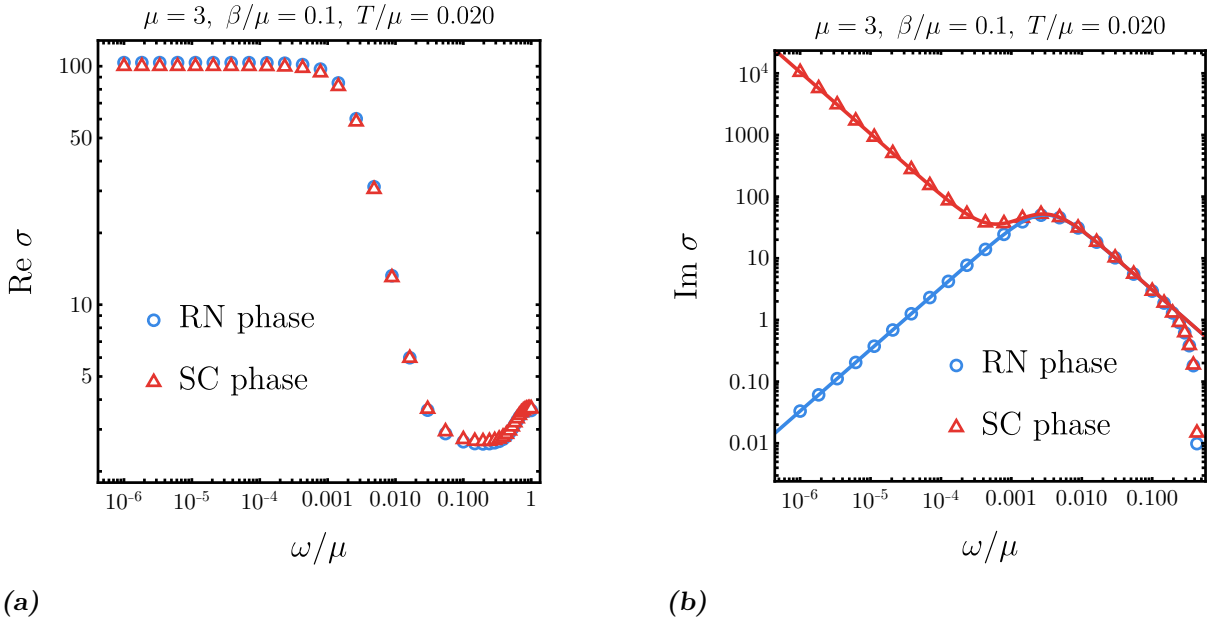 μ = 3, β/μ = 0.1, T/μ = 0.020
100
50
10
5
Re σ
RN phase
SC phase
10⁻⁶ 10⁻⁵ 10⁻⁴ 0.001 0.010 0.100 1
ω/μ
(a)
μ = 3, β/μ = 0.1, T/μ = 0.020
10⁴
1000
100
10
1
0.10
0.01
Im σ
RN phase
SC phase
10⁻⁶ 10⁻⁵ 10⁻⁴ 0.001 0.010 0.100
ω/μ
(b)